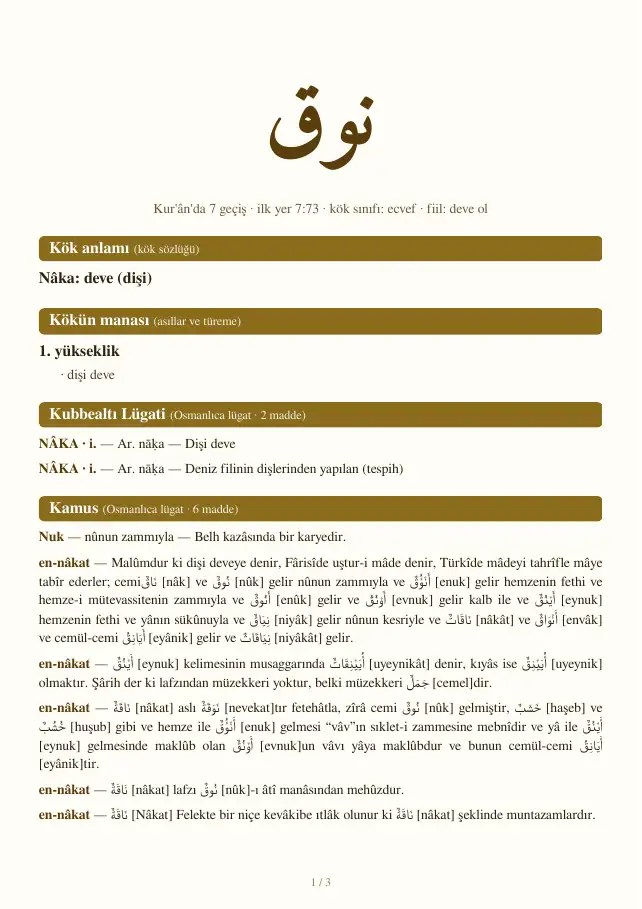 نوق
Kur'ân'da 7 geçiş · ilk yer 7:73 · kök sınıfı: ecvef · fiil: deve ol
Kök anlamı (kök sözlüğü)
Nâka: deve (dişi)
Kökün manası (asıllar ve türeme)
1. yükseklik
· dişi deve
Kubbealtı Lügati (Osmanlıca lügat · 2 madde)
NÂKA · i. — Ar. nāḳa — Dişi deve
NÂKA · i. — Ar. nāḳa — Deniz filinin dişlerinden yapılan (tespih)
Kamus (Osmanlıca lügat · 6 madde)
Nuk — nûnun zammıyla — Belh kazâsında bir karyedir.
en-nâkat — Malûmdur ki dişi deveye denir, Fârisîde uştur-i mâde denir, Türkîde mâdeyi tahrîfle mâye
tabîr ederler; cemi نَاقٌ [nâk] ve نُوقٌ [nûk] gelir nûnun zammıyla ve أَنْؤُقٌ [enuk] gelir hemzenin fethi ve
hemze-i mütevassitenin zammıyla ve أَنُوقٌ [enûk] gelir ve أَوْنُقٌ [evnuk] gelir kalb ile ve أَيْنُقٌ [eynuk]
hemzenin fethi ve yânın sükûnuyla ve نِيَاقٌ [niyâk] gelir nûnun kesriyle ve نَاقَاتٌ [nâkât] ve أَنْوَاقٌ [envâk]
ve cemül-cemi أَيَانِقُ [eyânik] gelir ve نِيَاقَاتٌ [niyâkât] gelir.
en-nâkat — أَيْنُقٌ [eynuk] kelimesinin musaggarında أُيَيْنِقَاتٌ [uyeynikât] denir, kıyâs ise أُيَيْنِقٌ [uyeynik]
olmaktır. Şârih der ki lafzından müzekkeri yoktur, belki müzekkeri جَمَلٌ [cemel]dir.
en-nâkat — نَاقَةٌ [nâkat] aslı نَوَقَةٌ [nevekat]tır fetehâtla, zîrâ cemi نُوقٌ [nûk] gelmiştir, خَشَبٌ [haşeb] ve
خُشُبٌ [huşub] gibi ve hemze ile أَنْؤُقٌ [enuk] gelmesi “vâv”ın sıklet-i zammesine mebnîdir ve yâ ile أَيْنُقٌ
[eynuk] gelmesinde maklûb olan أَوْنُقٌ [evnuk]un vâvı yâya maklûbdur ve bunun cemül-cemi أَيَانِقُ
[eyânik]tir.
en-nâkat — نَاقَةٌ [nâkat] lafzı نُوقٌ [nûk]-ı âtî manâsından mehûzdur.
en-nâkat — نَاقَةٌ [Nâkat] Felekte bir niçe kevâkibe ıtlâk olunur ki نَاقَةٌ [nâkat] şeklinde muntazamlardır.
1 / 3